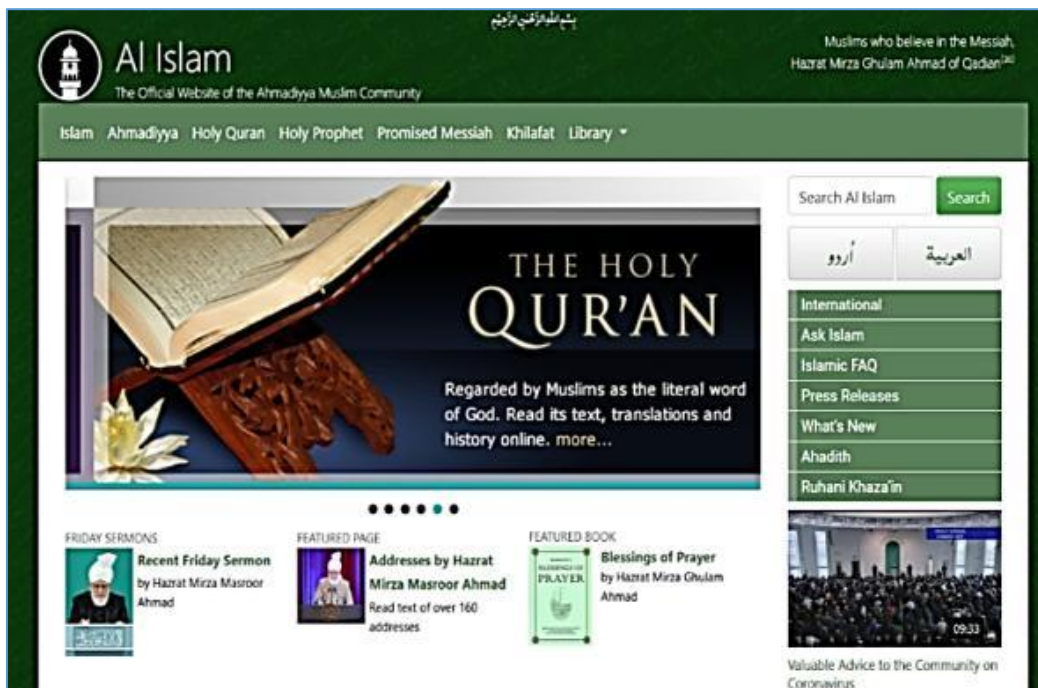 بِسْمِ اللهِ الرَّحْمٰنِ الرَّحِيْمِ
Al Islam
The Official Website of the Ahmadiyya Muslim Community
Muslims who believe in the Messiah,
Hazrat Mirza Ghulam Ahmad of Qadian[as]
Islam Ahmadiyya Holy Quran Holy Prophet Promised Messiah Khilafat Library
THE HOLY
QUR'AN
Regarded by Muslims as the literal word
of God. Read its text, translations and
history online. more...
Search Al Islam Search
اُردو العربية
International
Ask Islam
Islamic FAQ
Press Releases
What's New
Ahadith
Ruhani Khaza'in
FRIDAY SERMONS
Recent Friday Sermon
by Hazrat Mirza Masroor
Ahmad
FEATURED PAGE
Addresses by Hazrat
Mirza Masroor Ahmad
Read text of over 160
addresses
FEATURED BOOK
BLESSINGS OF
PRAYER
Blessings of Prayer
by Hazrat Mirza Ghulam
Ahmad
09:33
Valuable Advice to the Community on
Coronavirus